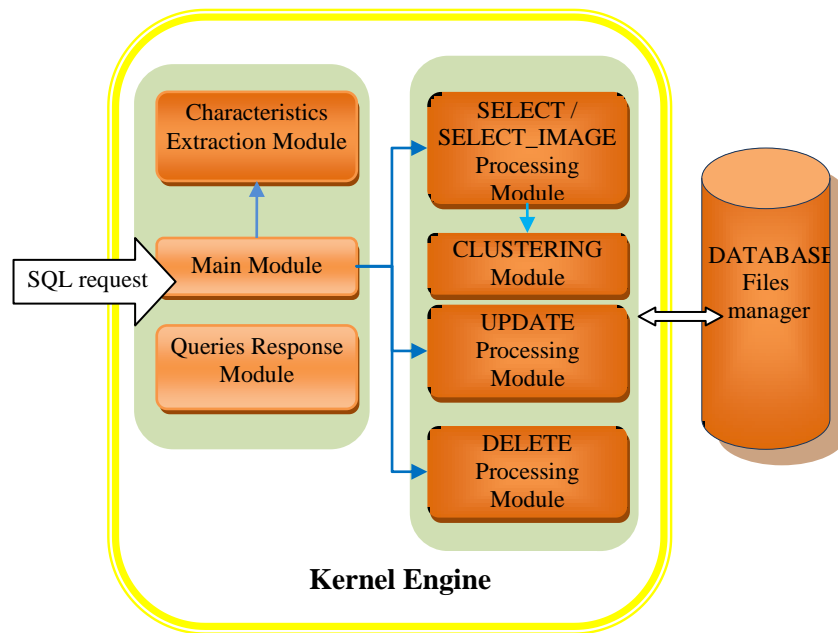 Characteristics
Extraction Module
SQL request
Main Module
Queries Response
Module
SELECT /
SELECT_IMAGE
Processing
Module
CLUSTERING
Module
UPDATE
Processing
Module
DELETE
Processing
Module
DATABASE
Files
manager
Kernel Engine